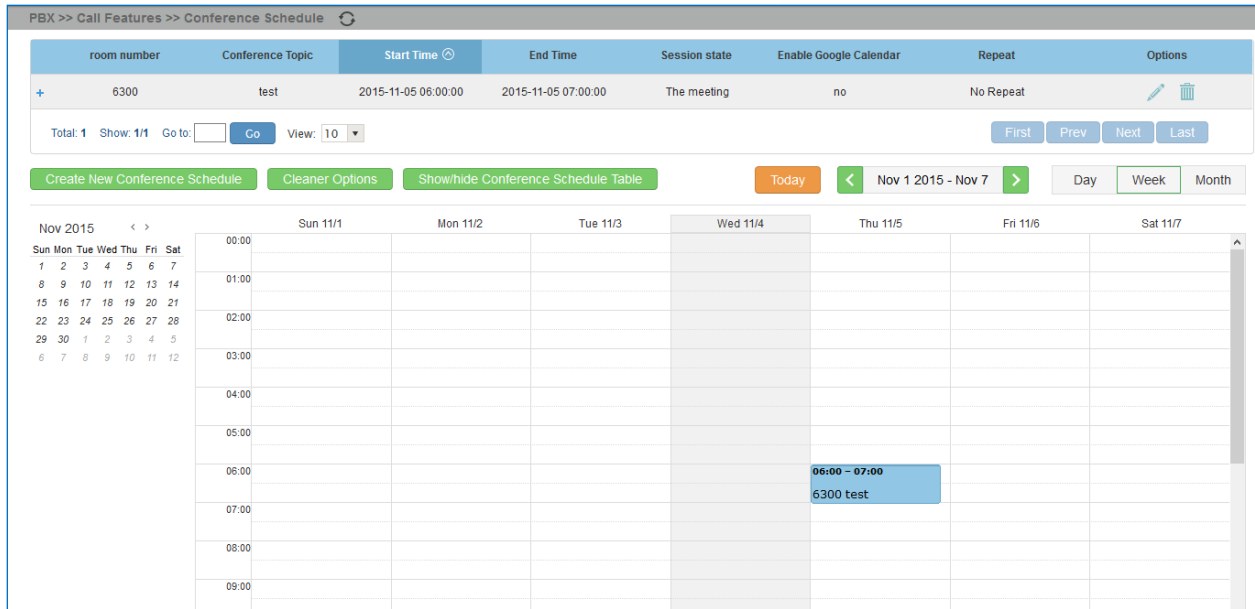 PBX >> Call Features >> Conference Schedule
room number Conference Topic Start Time End Time Session state Enable Google Calendar Repeat Options
+ 6300 test 2015-11-05 06:00:00 2015-11-05 07:00:00 The meeting no No Repeat
Total: 1 Show: 1/1 Go to: Go View: 10 First Prev Next Last
Create New Conference Schedule Cleaner Options Show/hide Conference Schedule Table Today < Nov 1 2015 - Nov 7 > Day Week Month
Nov 2015 < > Sun 11/1 Mon 11/2 Tue 11/3 Wed 11/4 Thu 11/5 Fri 11/6 Sat 11/7
Sun Mon Tue Wed Thu Fri Sat
1 2 3 4 5 6 7
8 9 10 11 12 13 14
15 16 17 18 19 20 21
22 23 24 25 26 27 28
29 30 1 2 3 4 5
6 7 8 9 10 11 12
00:00
01:00
02:00
03:00
04:00
05:00
06:00
07:00
08:00
09:00
06:00 – 07:00
6300 test